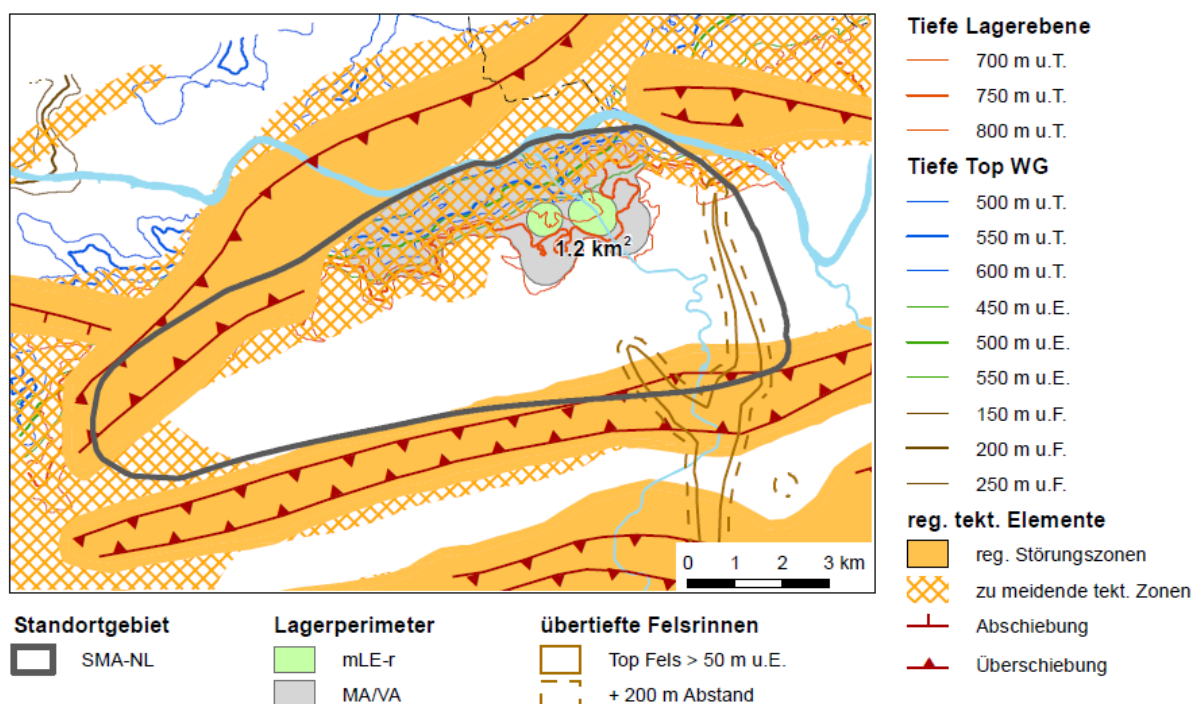 1.2 km²
0 1 2 3 km
Tiefe Lagerebene
700 m u.T.
750 m u.T.
800 m u.T.
Tiefe Top WG
500 m u.T.
550 m u.T.
600 m u.T.
450 m u.E.
500 m u.E.
550 m u.E.
150 m u.F.
200 m u.F.
250 m u.F.
reg. tekt. Elemente
reg. Störungszonen
zu meidende tekt. Zonen
Abschiebung
Überschiebung
Standortgebiet
SMA-NL
Lagerperimeter
mLE-r
MA/VA
übertiefte Felsrinnen
Top Fels > 50 m u.E.
+ 200 m Abstand